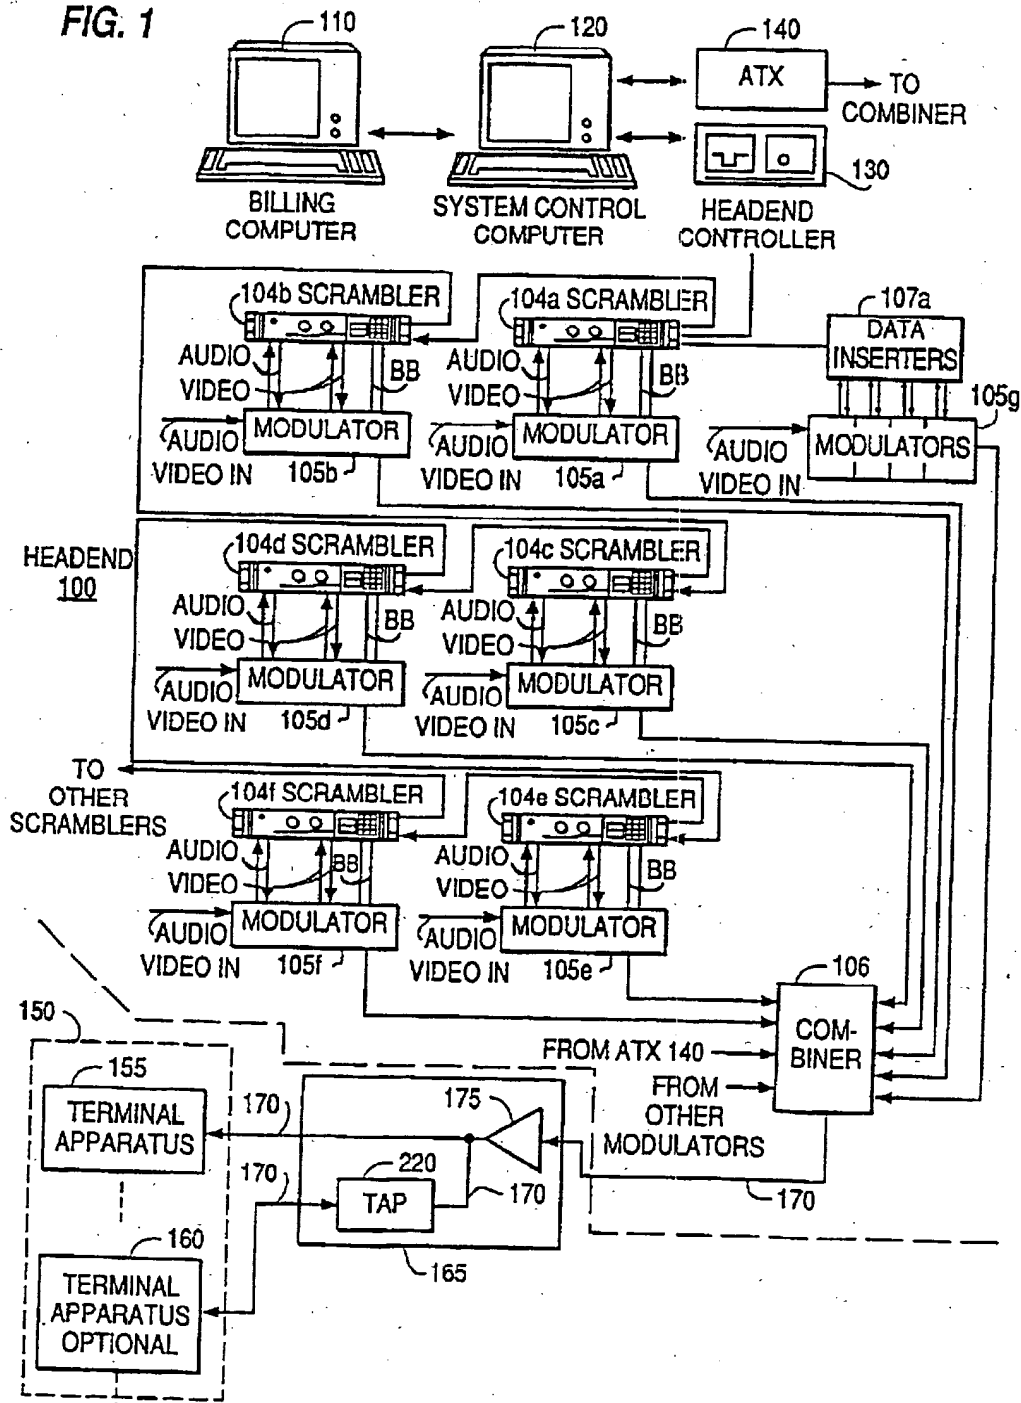 FIG. 1
110
120
140
ATX
TO
COMBINER
130
BILLING
COMPUTER
SYSTEM CONTROL
COMPUTER
HEADEND
CONTROLLER
104b SCRAMBLER
104a SCRAMBLER
107a
DATA
INSERTERS
AUDIO
VIDEO
BB
AUDIO
VIDEO
BB
105g
MODULATOR
MODULATOR
MODULATORS
AUDIO
VIDEO IN
105b
AUDIO
VIDEO IN
105a
AUDIO
VIDEO IN
HEADEND
100
104d SCRAMBLER
104c SCRAMBLER
AUDIO
VIDEO
BB
AUDIO
VIDEO
BB
MODULATOR
MODULATOR
AUDIO
VIDEO IN
105d
AUDIO
VIDEO IN
105c
TO
OTHER
SCRAMBLERS
104f SCRAMBLER
104e SCRAMBLER
AUDIO
VIDEO
BB
AUDIO
VIDEO
BB
MODULATOR
MODULATOR
AUDIO
VIDEO IN
105f
AUDIO
VIDEO IN
105e
106
COM-
BINER
FROM ATX 140
FROM
OTHER
MODULATORS
150
155
TERMINAL
APPARATUS
170
175
170
220
TAP
170
170
160
TERMINAL
APPARATUS
OPTIONAL
165